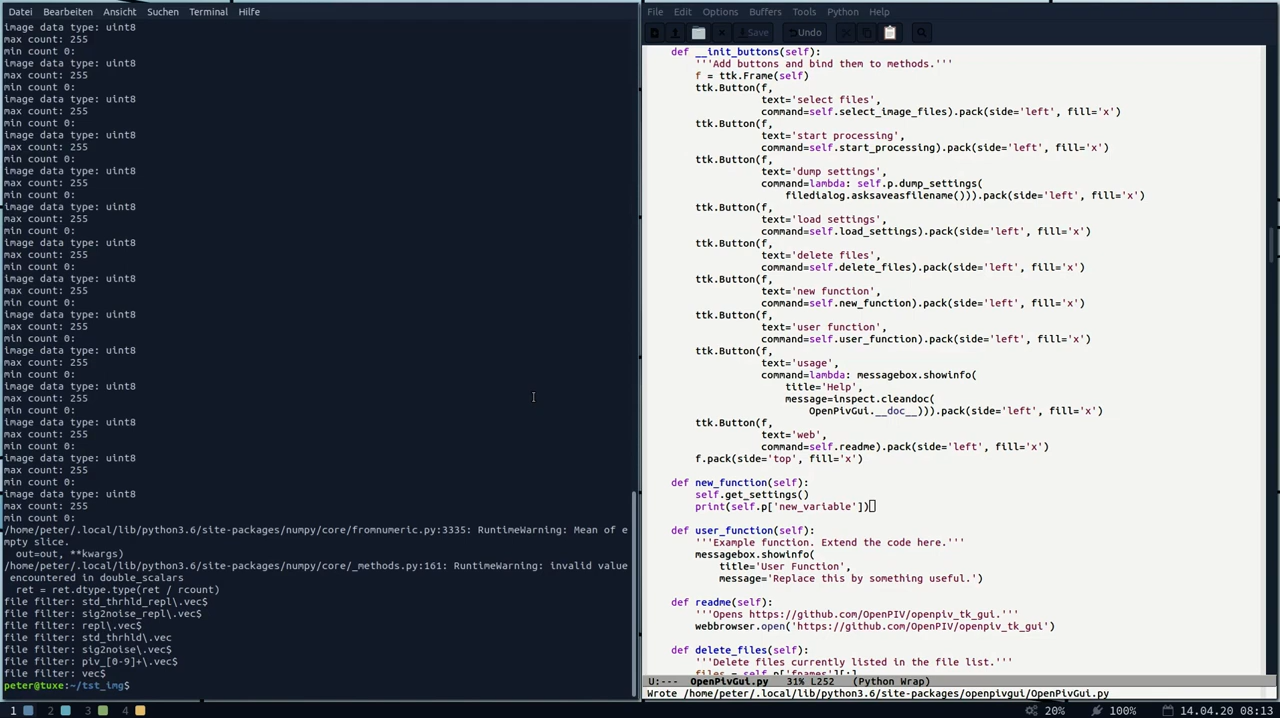 Datei Bearbeiten Ansicht Suchen Terminal Hilfe
image data type: uint8
max count: 255
min count 0:
image data type: uint8
max count: 255
min count 0:
image data type: uint8
max count: 255
min count 0:
image data type: uint8
max count: 255
min count 0:
image data type: uint8
max count: 255
min count 0:
image data type: uint8
max count: 255
min count 0:
image data type: uint8
max count: 255
min count 0:
image data type: uint8
max count: 255
min count 0:
image data type: uint8
max count: 255
min count 0:
image data type: uint8
max count: 255
min count 0:
image data type: uint8
max count: 255
min count 0:
image data type: uint8
max count: 255
min count 0:
image data type: uint8
max count: 255
min count 0:
image data type: uint8
max count: 255
min count 0:
/home/peter/.local/lib/python3.6/site-packages/numpy/core/fromnumeric.py:3335: RuntimeWarning: Mean of e
mpty slice.
out=out, **kwargs)
/home/peter/.local/lib/python3.6/site-packages/numpy/core/_methods.py:161: RuntimeWarning: invalid value
encountered in double_scalars
ret = ret.dtype.type(ret / rcount)
file filter: std_thrhld_repl\.vec$
file filter: sig2noise_repl\.vec$
file filter: repl\.vec$
file filter: std_thrhld\.vec
file filter: sig2noise\.vec
file filter: piv_[0-9]+\.vec$
file filter: vec$
peter@tuxe:~/tst_img$
File Edit Options Buffers Tools Python Help
Save Undo
def __init_buttons(self):
'''Add buttons and bind them to methods.'''
f = ttk.Frame(self)
ttk.Button(f,
text='select files',
command=self.select_image_files).pack(side='left', fill='x')
ttk.Button(f,
text='start processing',
command=self.start_processing).pack(side='left', fill='x')
ttk.Button(f,
text='dump settings',
command=lambda: self.p.dump_settings(
filedialog.asksaveasfilename())).pack(side='left', fill='x')
ttk.Button(f,
text='load settings',
command=self.load_settings).pack(side='left', fill='x')
ttk.Button(f,
text='delete files',
command=self.delete_files).pack(side='left', fill='x')
ttk.Button(f,
text='new function',
command=self.new_function).pack(side='left', fill='x')
ttk.Button(f,
text='user function',
command=self.user_function).pack(side='left', fill='x')
ttk.Button(f,
text='usage',
command=lambda: messagebox.showinfo(
title='Help',
message=inspect.cleandoc(
OpenPivGui.__doc__))).pack(side='left', fill='x')
ttk.Button(f,
text='web',
command=self.readme).pack(side='left', fill='x')
f.pack(side='top', fill='x')
def new_function(self):
self.get_settings()
print(self.p['new_variable'])
def user_function(self):
'''Example function. Extend the code here.'''
messagebox.showinfo(
title='User Function',
message='Replace this by something useful.')
def readme(self):
'''Opens https://github.com/OpenPIV/openpiv_tk_gui.'''
webbrowser.open('https://github.com/OpenPIV/openpiv_tk_gui')
def delete_files(self):
'''Delete files currently listed in the file list.'''
files = self.p['fnames'][:]
U:--- OpenPivGui.py 31% L252 (Python Wrap)
Wrote /home/peter/.local/lib/python3.6/site-packages/openpivgui/OpenPivGui.py
1 2 3 4 20% 100% 14.04.20 08:13